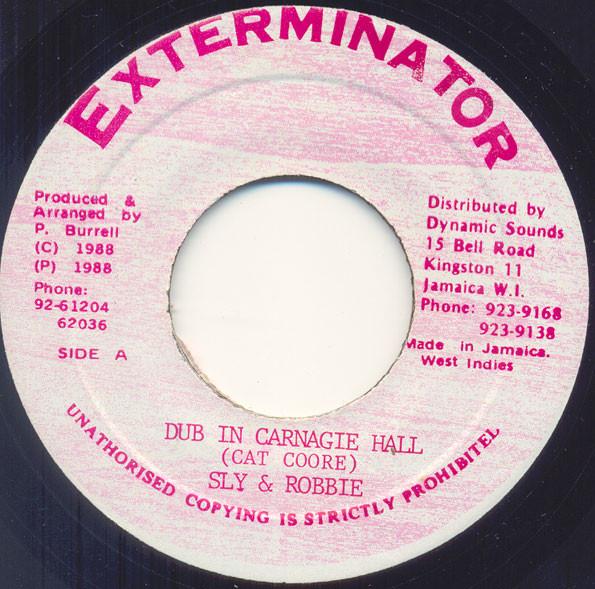 EXTERMINATOR
Produced &
Arranged by
P. Burrell
(C) 1988
(P) 1988
Phone:
92-61204
62036
SIDE A
Distributed by
Dynamic Sounds
15 Bell Road
Kingston 11
Jamaica W.I.
Phone: 923-9168
923-9138
Made in Jamaica.
West Indies
DUB IN CARNAGIE HALL
(CAT COORE)
SLY & ROBBIE
UNATHORISED COPYING IS STRICTLY PROHIBITEL